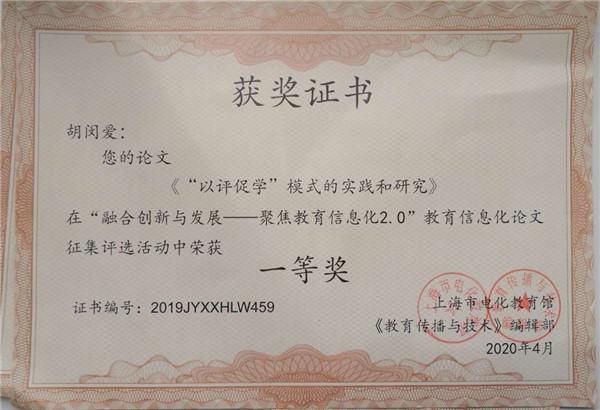 获奖证书
胡闵爱：
您的论文
《“以评促学”模式的实践和研究》
在“融合创新与发展——聚焦教育信息化2.0”教育信息化论文
征集评选活动中荣获
一等奖
证书编号：2019JYXXHLW459
上海市电化教育馆
《教育传播与技术》编辑部
2020年4月